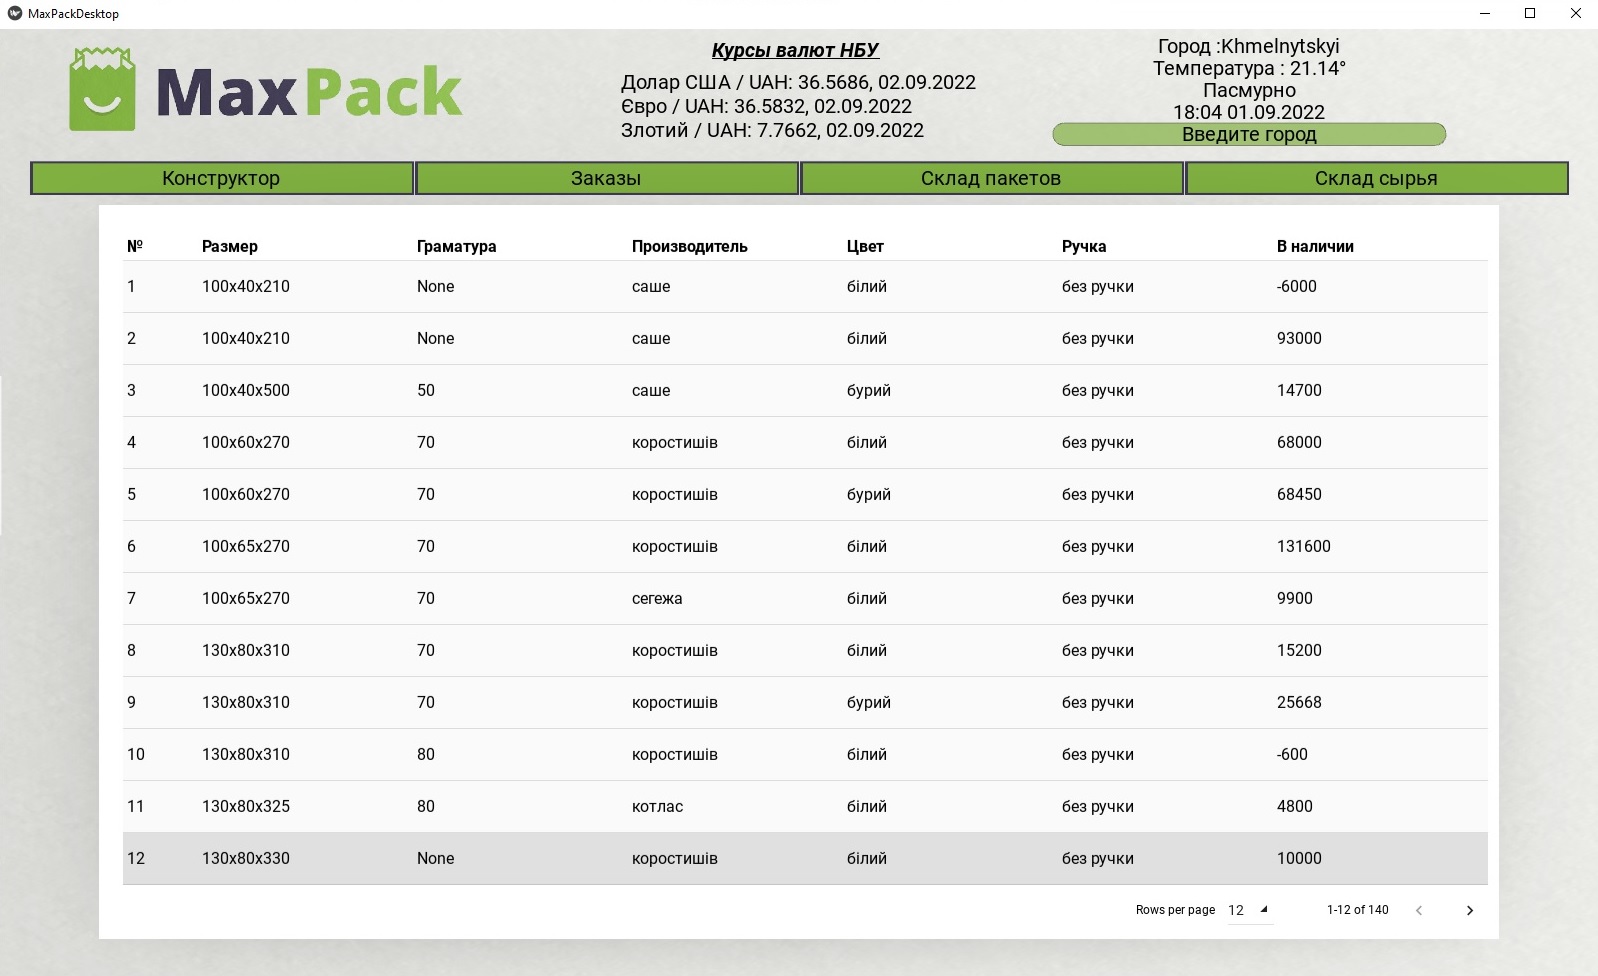 MaxPackDesktop
MaxPack
Курсы валют НБУ
Долар США / UAH: 36.5686, 02.09.2022
Євро / UAH: 36.5832, 02.09.2022
Злотий / UAH: 7.7662, 02.09.2022
Город :Khmelnytskyi
Температура : 21.14°
Пасмурно
18:04 01.09.2022
Введите город
Конструктор Заказы Склад пакетов Склад сырья
№ Размер Граматура Производитель Цвет Ручка В наличии
1 100x40x210 None саше білий без ручки -6000
2 100x40x210 None саше білий без ручки 93000
3 100x40x500 50 саше бурий без ручки 14700
4 100x60x270 70 коростишів білий без ручки 68000
5 100x60x270 70 коростишів бурий без ручки 68450
6 100x65x270 70 коростишів білий без ручки 131600
7 100x65x270 70 сегежа білий без ручки 9900
8 130x80x310 70 коростишів білий без ручки 15200
9 130x80x310 70 коростишів бурий без ручки 25668
10 130x80x310 80 коростишів білий без ручки -600
11 130x80x325 80 котлас білий без ручки 4800
12 130x80x330 None коростишів білий без ручки 10000
Rows per page 12 1-12 of 140